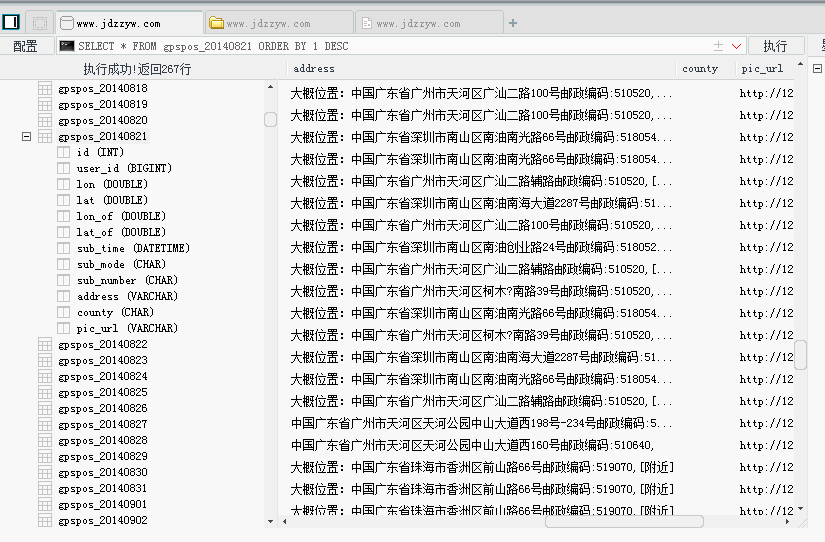 www.jdzzyw.com
www.jdzzyw.com
www.jdzzyw.com
配置
SELECT * FROM gpspos_20140821 ORDER BY 1 DESC
执行
执行成功!返回267行
gpspos_20140818
gpspos_20140819
gpspos_20140820
gpspos_20140821
id (INT)
user_id (BIGINT)
lon (DOUBLE)
lat (DOUBLE)
lon_of (DOUBLE)
lat_of (DOUBLE)
sub_time (DATETIME)
sub_mode (CHAR)
sub_number (CHAR)
address (VARCHAR)
county (CHAR)
pic_url (VARCHAR)
gpspos_20140822
gpspos_20140823
gpspos_20140824
gpspos_20140825
gpspos_20140826
gpspos_20140827
gpspos_20140828
gpspos_20140829
gpspos_20140830
gpspos_20140831
gpspos_20140901
gpspos_20140902
address county pic_url
大概位置: 中国广东省广州市天河区广汕二路100号邮政编码:510520,... http://12
大概位置: 中国广东省广州市天河区广汕二路100号邮政编码:510520,... http://12
大概位置: 中国广东省深圳市南山区南油南光路66号邮政编码:518054... http://12
大概位置: 中国广东省深圳市南山区南油南光路66号邮政编码:518054... http://12
大概位置: 中国广东省广州市天河区广汕二路辅路邮政编码:510520, [... http://12
大概位置: 中国广东省深圳市南山区南油南海大道2287号邮政编码:51... http://12
大概位置: 中国广东省广州市天河区广汕二路100号邮政编码:510520,... http://12
大概位置: 中国广东省深圳市南山区南油创业路24号邮政编码:518052... http://12
大概位置: 中国广东省广州市天河区广汕二路辅路邮政编码:510520, [... http://12
大概位置: 中国广东省广州市天河区柯木?南路39号邮政编码:510520,... http://12
大概位置: 中国广东省深圳市南山区南油南光路66号邮政编码:518054... http://12
大概位置: 中国广东省广州市天河区柯木?南路39号邮政编码:510520,... http://12
大概位置: 中国广东省深圳市南山区南油南海大道2287号邮政编码:51... http://12
大概位置: 中国广东省深圳市南山区南油南光路66号邮政编码:518054... http://12
大概位置: 中国广东省广州市天河区广汕二路辅路邮政编码:510520, [... http://12
中国广东省广州市天河区天河公园中山大道西198号-234号邮政编码:5... http://12
中国广东省广州市天河区天河公园中山大道西160号邮政编码:510640, http://12
大概位置: 中国广东省珠海市香洲区前山路66号邮政编码:519070, [附近] http://12
大概位置: 中国广东省珠海市香洲区前山路66号邮政编码:519070, [附近] http://12
大概位置: 中国广东省珠海市香洲区前山路66号邮政编码:519070, [附近] http://12